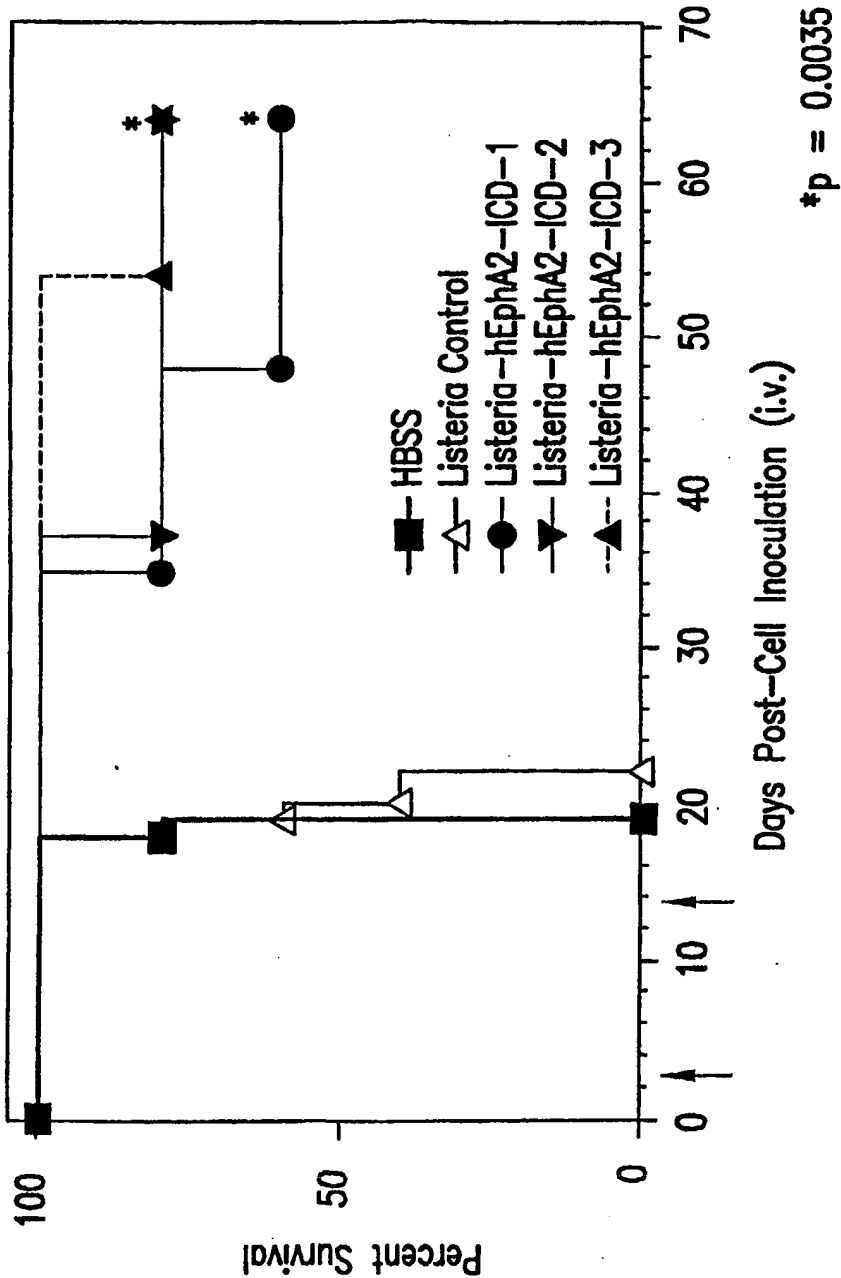 Percent Survival
100
50
0
*
*
HBSS
Listeria Control
Listeria-hEphA2-ICD-1
Listeria-hEphA2-ICD-2
Listeria-hEphA2-ICD-3
0 10 20 30 40 50 60 70
Days Post-Cell Inoculation (i.v.)
*p = 0.0035